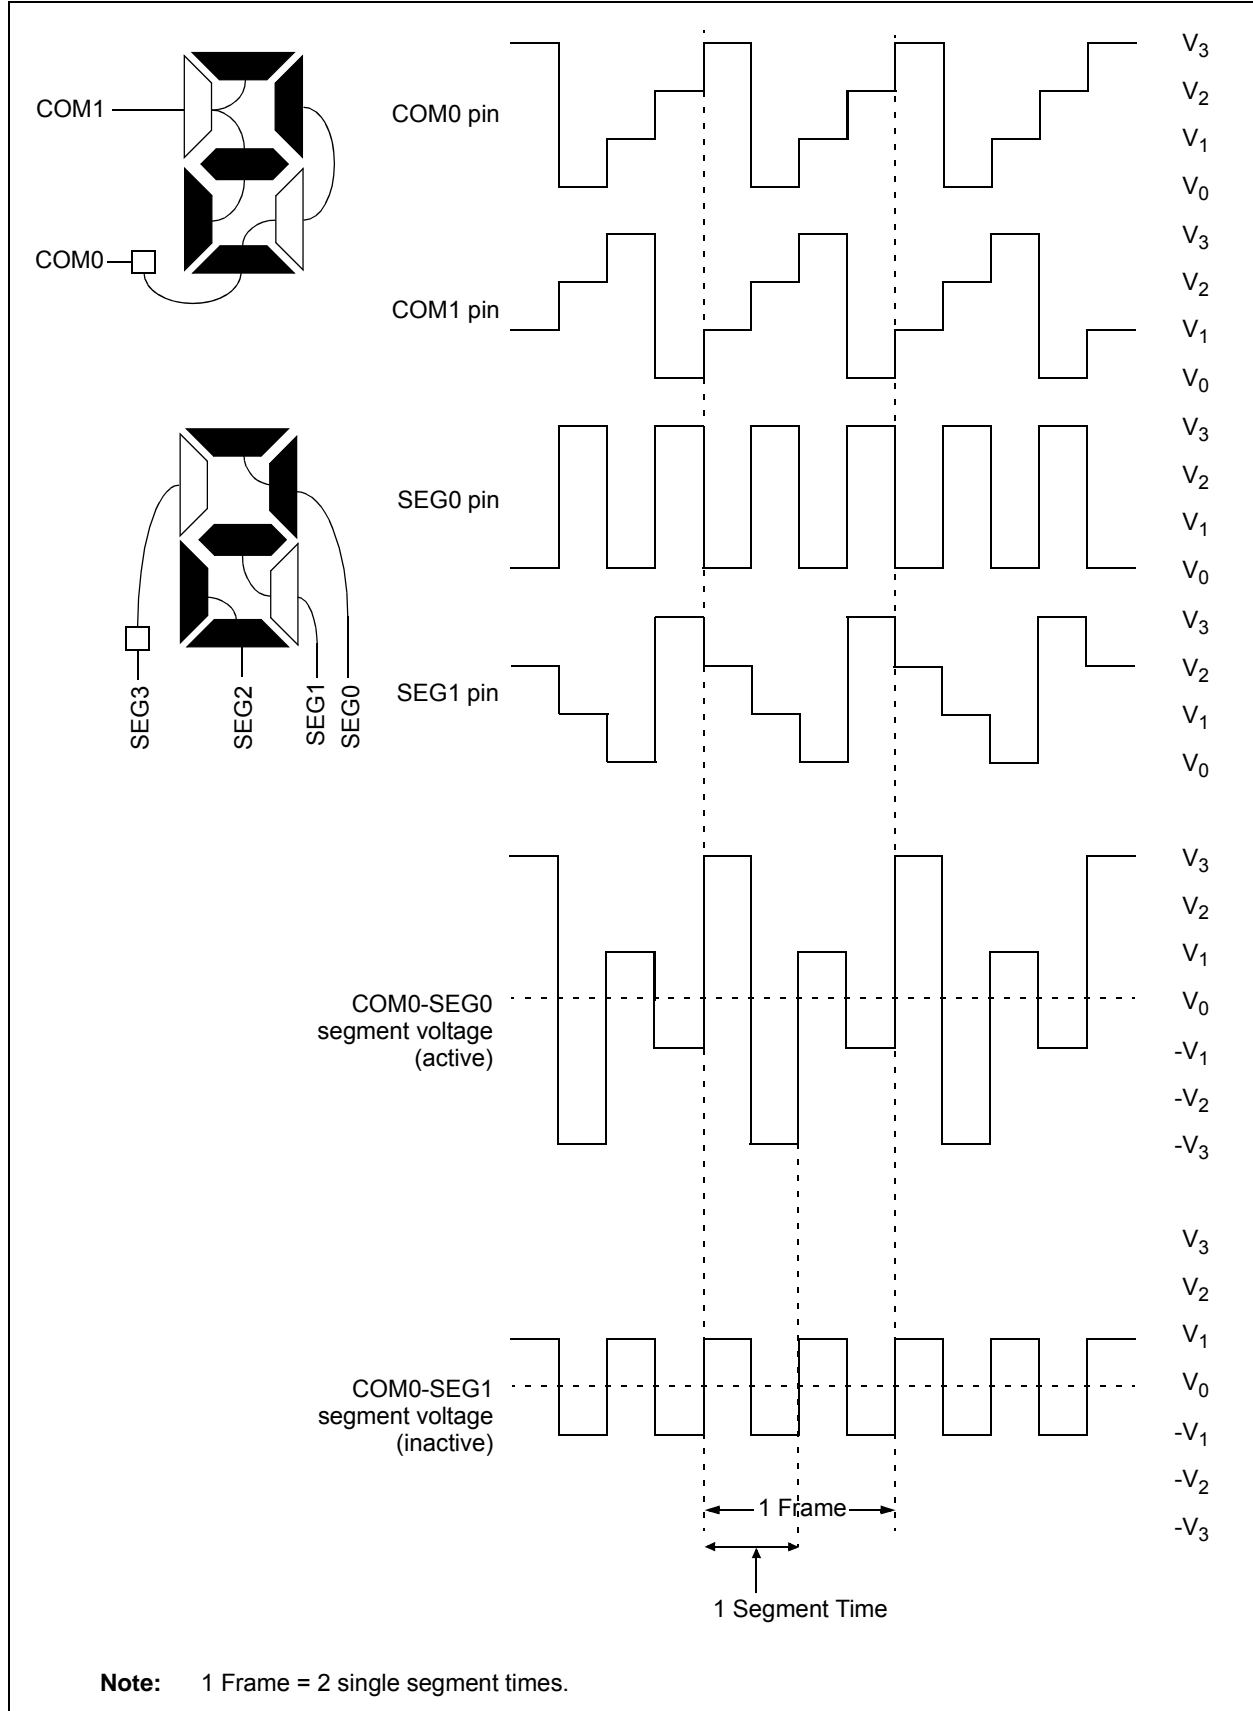 COM1
COM0
COM0 pin
V3
V2
V1
V0
COM1 pin
V3
V2
V1
V0
SEG0 pin
V3
V2
V1
V0
SEG1 pin
V3
V2
V1
V0
SEG3
SEG2
SEG1
SEG0
COM0-SEG0
segment voltage
(active)
V3
V2
V1
V0
-V1
-V2
-V3
COM0-SEG1
segment voltage
(inactive)
V3
V2
V1
V0
-V1
-V2
-V3
1 Frame
1 Segment Time
Note: 1 Frame = 2 single segment times.